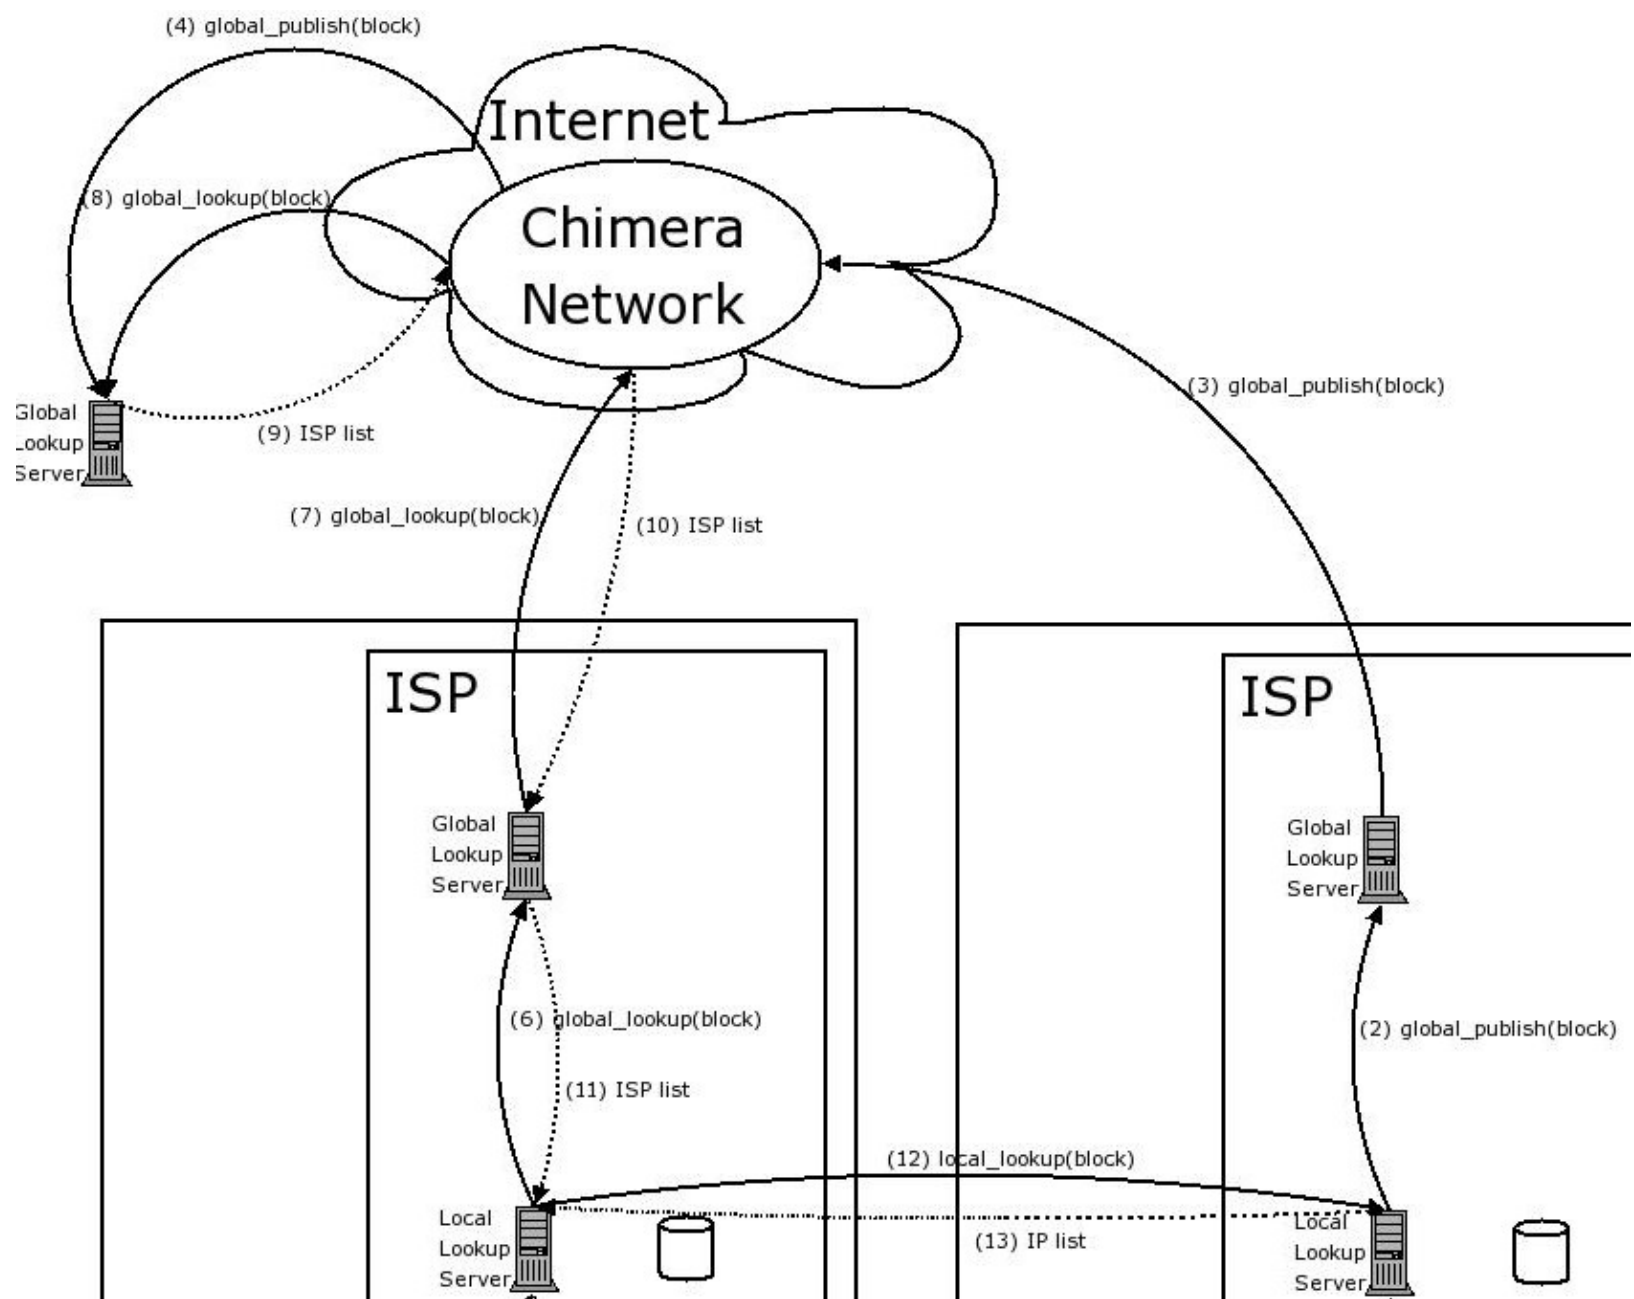 (4) global_publish(block)
Internet
(8) global_lookup(block)
Chimera
Network
(3) global_publish(block)
Global
Lookup
Server
(9) ISP list
(7) global_lookup(block)
(10) ISP list
ISP
ISP
Global
Lookup
Server
Global
Lookup
Server
(6) global_lookup(block)
(2) global_publish(block)
(11) ISP list
(12) local_lookup(block)
Local
Lookup
Server
(13) IP list
Local
Lookup
Server